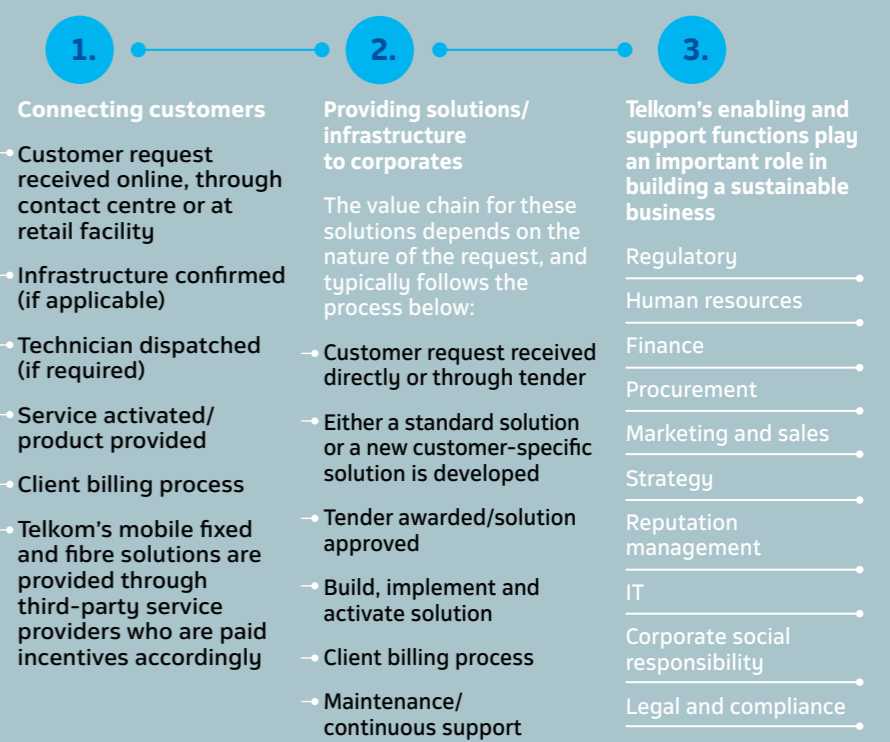 1.
2.
3.
Connecting customers
Customer request
received online, through
contact centre or at
retail facility
Infrastructure confirmed
(if applicable)
Technician dispatched
(if required)
Service activated/
product provided
Client billing process
Telkom's mobile fixed
and fibre solutions are
provided through
third-party service
providers who are paid
incentives accordingly
Providing solutions/
infrastructure
to corporates
The value chain for these
solutions depends on the
nature of the request, and
typically follows the
process below:
Customer request received
directly or through tender
Either a standard solution
or a new customer-specific
solution is developed
Tender awarded/solution
approved
Build, implement and
activate solution
Client billing process
Maintenance/
continuous support
Telkom's enabling and
support functions play
an important role in
building a sustainable
business
Regulatory
Human resources
Finance
Procurement
Marketing and sales
Strategy
Reputation
management
IT
Corporate social
responsibility
Legal and compliance